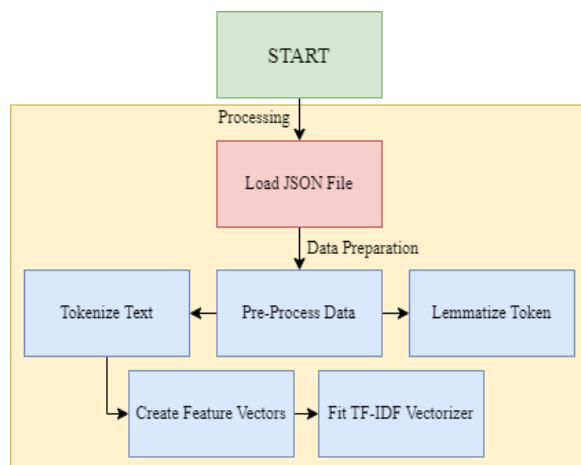 START
Processing
Load JSON File
Data Preparation
Tokenize Text
Pre-Process Data
Lemmatize Token
Create Feature Vectors
Fit TF-IDF Vectorizer